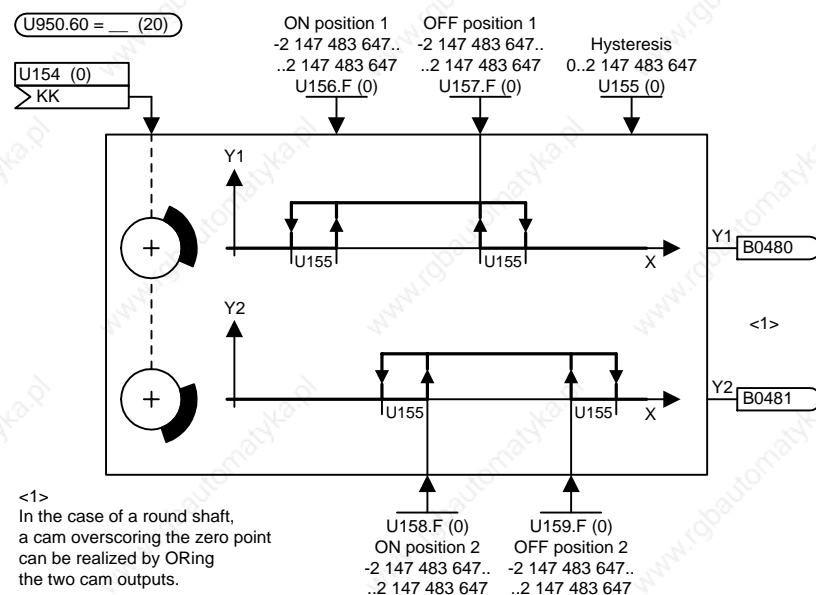 U950.60 = __ (20)
U154 (0)
KK
ON position 1
-2 147 483 647..
..2 147 483 647
U156.F (0)
OFF position 1
-2 147 483 647..
..2 147 483 647
U157.F (0)
Hysteresis
0..2 147 483 647
U155 (0)
Y1
U155
U155
X
Y1
B0480
<1>
Y2
U155
U155
X
Y2
B0481
U158.F (0)
ON position 2
-2 147 483 647..
..2 147 483 647
U159.F (0)
OFF position 2
-2 147 483 647..
..2 147 483 647
<1>
In the case of a round shaft,
a cam overscoring the zero point
can be realized by ORing
the two cam outputs.
www.rgbautomatyka.pl